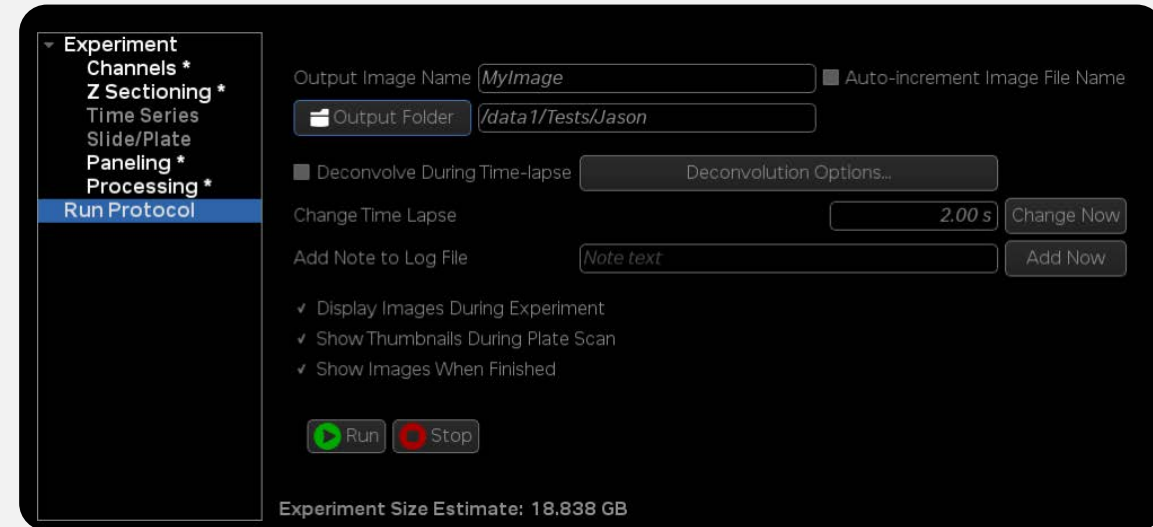 Experiment
Channels *
Z Sectioning *
Time Series
Slide/Plate
Paneling *
Processing *
Run Protocol
Output Image Name MyImage Auto-increment Image File Name
Output Folder /data1/Tests/Jason
Deconvolve During Time-lapse Deconvolution Options...
Change Time Lapse 2.00 s Change Now
Add Note to Log File Note text Add Now
Display Images During Experiment
Show Thumbnails During Plate Scan
Show Images When Finished
Run Stop
Experiment Size Estimate: 18.838 GB